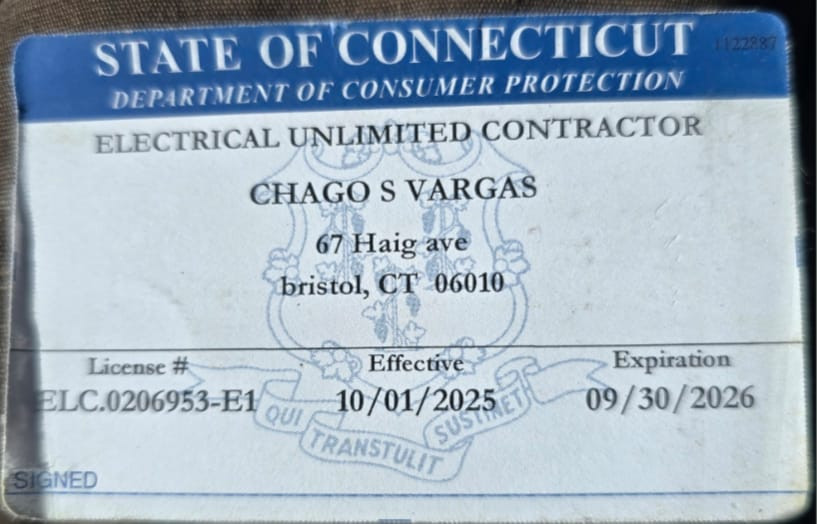 STATE OF CONNECTICUT 1122887
DEPARTMENT OF CONSUMER PROTECTION
ELECTRICAL UNLIMITED CONTRACTOR
CHAGO S VARGAS
67 Haig ave
bristol, CT 06010
License # Effective Expiration
ELC.0206953-E1 10/01/2025 09/30/2026
QUI TRANSTULIT SUSTINET
SIGNED